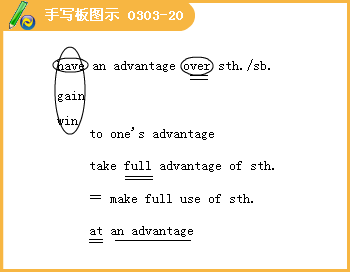 手写板图示 0303-20
have an advantage over sth./sb.
gain
win
to one's advantage
take full advantage of sth.
= make full use of sth.
at an advantage